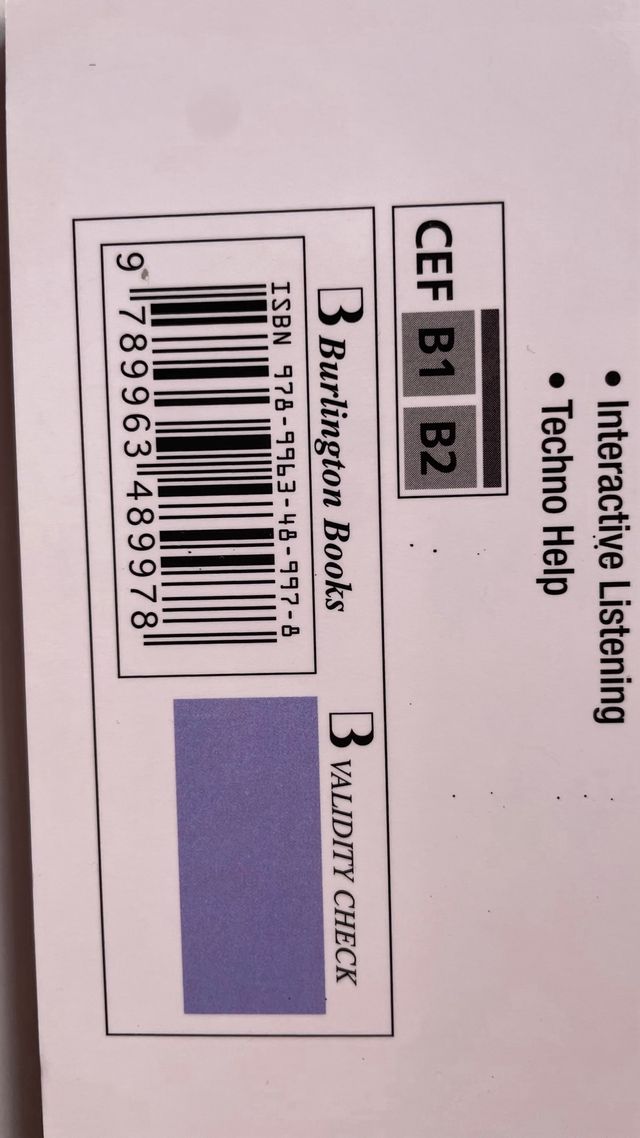 • Interactive Listening
• Techno Help
CEF B1 B2
B Burlington Books
ISBN 978-9963-48-997-8
9 789963 489978
B VALIDITY CHECK